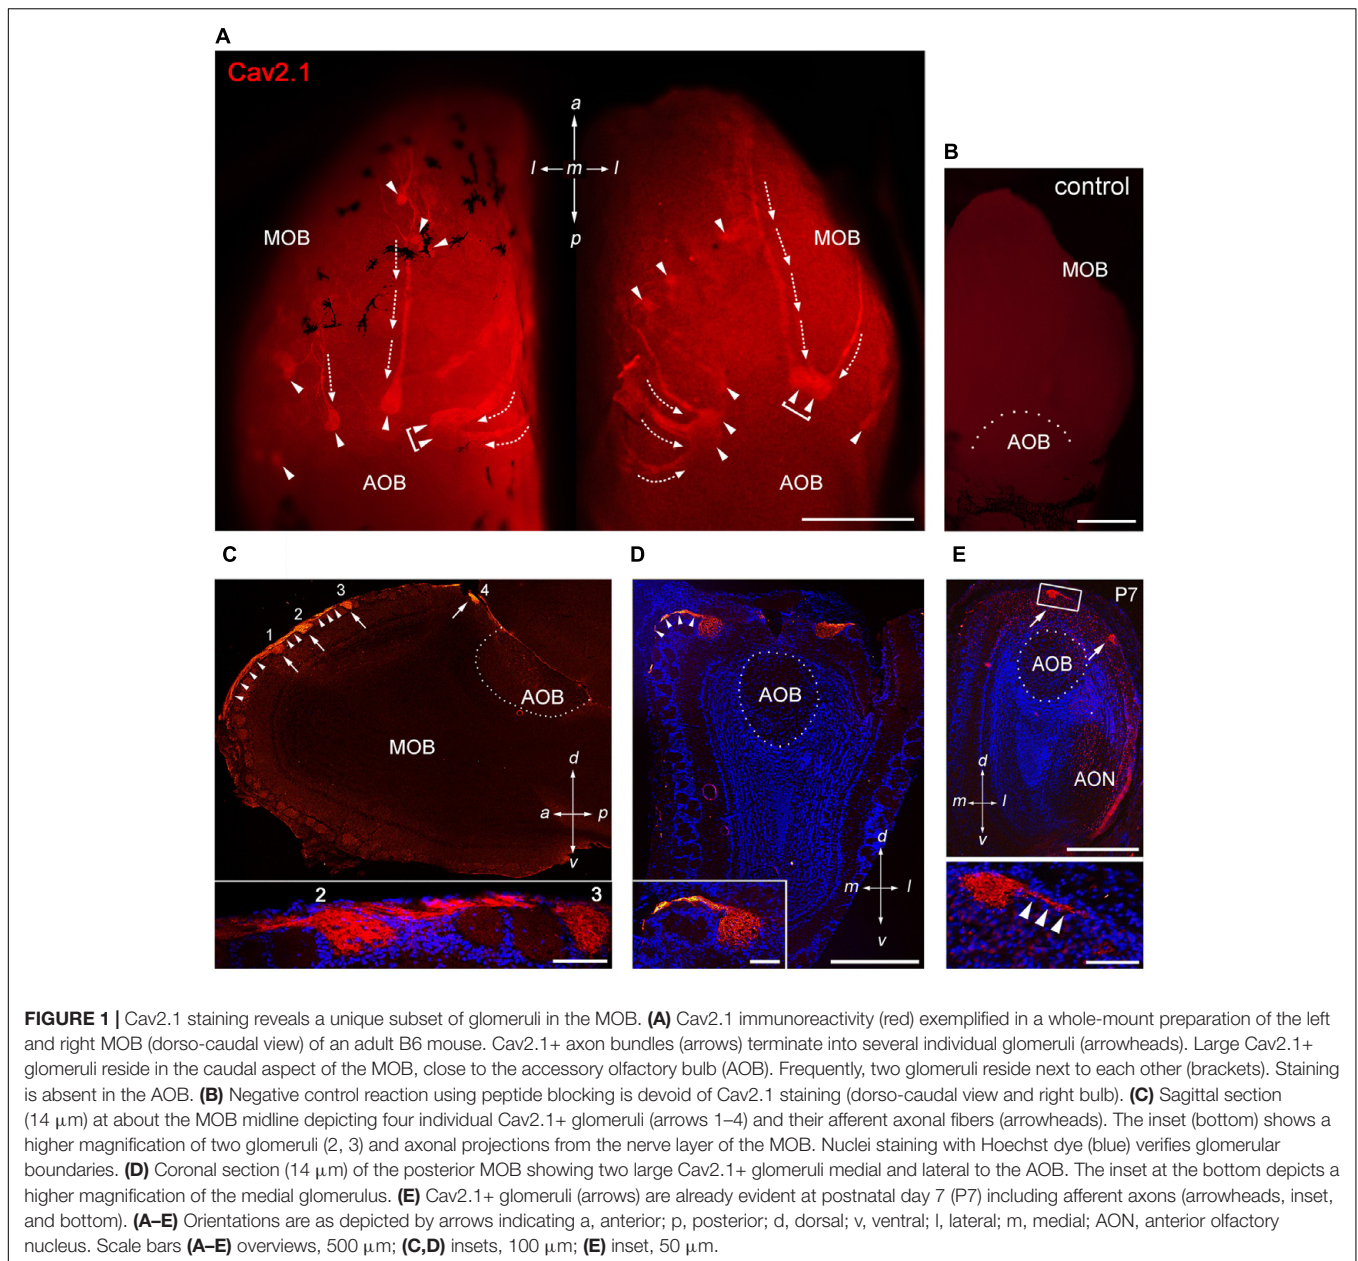 A
Cav2.1
a
l
m
l
p
MOB
MOB
AOB
AOB
B
control
MOB
AOB
C
1
2
3
4
AOB
MOB
d
a
p
v
2
3
D
AOB
d
m
l
v
E
P7
AOB
AON
d
m
l
v
FIGURE 1 | Cav2.1 staining reveals a unique subset of glomeruli in the MOB. (A) Cav2.1 immunoreactivity (red) exemplified in a whole-mount preparation of the left
and right MOB (dorso-caudal view) of an adult B6 mouse. Cav2.1+ axon bundles (arrows) terminate into several individual glomeruli (arrowheads). Large Cav2.1+
glomeruli reside in the caudal aspect of the MOB, close to the accessory olfactory bulb (AOB). Frequently, two glomeruli reside next to each other (brackets). Staining
is absent in the AOB. (B) Negative control reaction using peptide blocking is devoid of Cav2.1 staining (dorso-caudal view and right bulb). (C) Sagittal section
(14 μm) at about the MOB midline depicting four individual Cav2.1+ glomeruli (arrows 1–4) and their afferent axonal fibers (arrowheads). The inset (bottom) shows a
higher magnification of two glomeruli (2, 3) and axonal projections from the nerve layer of the MOB. Nuclei staining with Hoechst dye (blue) verifies glomerular
boundaries. (D) Coronal section (14 μm) of the posterior MOB showing two large Cav2.1+ glomeruli medial and lateral to the AOB. The inset at the bottom depicts a
higher magnification of the medial glomerulus. (E) Cav2.1+ glomeruli (arrows) are already evident at postnatal day 7 (P7) including afferent axons (arrowheads, inset,
and bottom). (A–E) Orientations are as depicted by arrows indicating a, anterior; p, posterior; d, dorsal; v, ventral; l, lateral; m, medial; AON, anterior olfactory
nucleus. Scale bars (A–E) overviews, 500 μm; (C,D) insets, 100 μm; (E) inset, 50 μm.